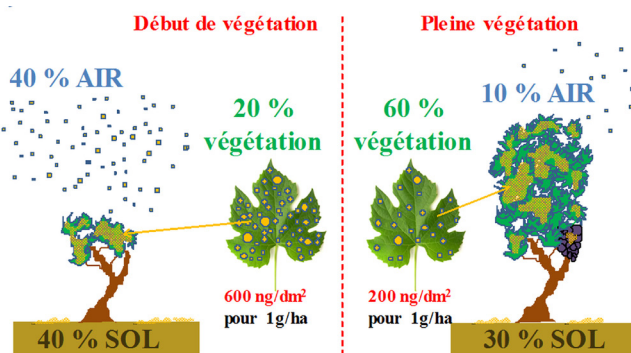 Début de végétation
Pleine végétation
40 % AIR
20 %
végétation
60 %
végétation
10 % AIR
600 ng/dm²
pour 1g/ha
200 ng/dm²
pour 1g/ha
40 % SOL
30 % SOL